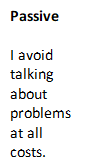 Passive
I avoid
talking
about
problems
at all
costs.